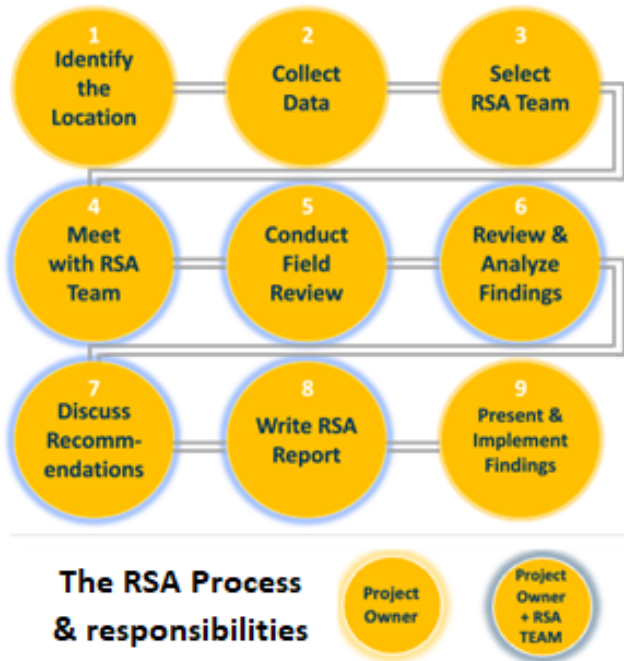 1
Identify
the
Location
2
Collect
Data
3
Select
RSA Team
4
Meet
with RSA
Team
5
Conduct
Field
Review
6
Review &
Analyze
Findings
7
Discuss
Recomm-
endations
8
Write RSA
Report
9
Present &
Implement
Findings
The RSA Process
& responsibilities
Project
Owner
Project
Owner
+ RSA
TEAM